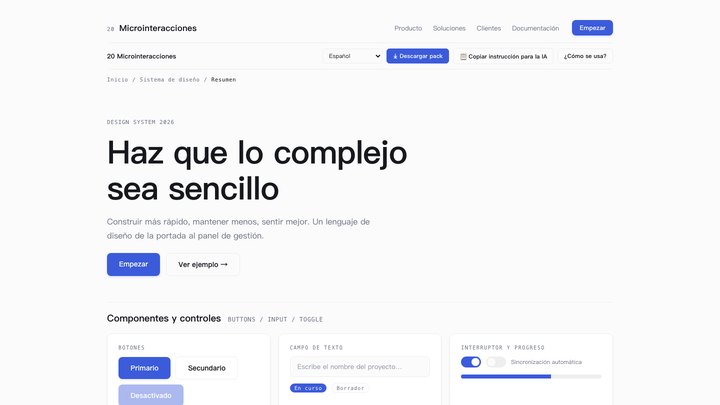 20 Microinteracciones
Producto Soluciones Clientes Documentación Empezar
20 Microinteracciones
Español Descargar pack Copiar instrucción para la IA ¿Cómo se usa?
Inicio / Sistema de diseño / Resumen
DESIGN SYSTEM 2026
Haz que lo complejo
sea sencillo
Construir más rápido, mantener menos, sentir mejor. Un lenguaje de
diseño de la portada al panel de gestión.
Empezar Ver ejemplo →
Componentes y controles BUTTONS / INPUT / TOGGLE
BOTONES CAMPO DE TEXTO INTERRUPTOR Y PROGRESO
Primario Secundario Escribe el nombre del proyecto... Sincronización automática
En curso Borrador
Desactivado